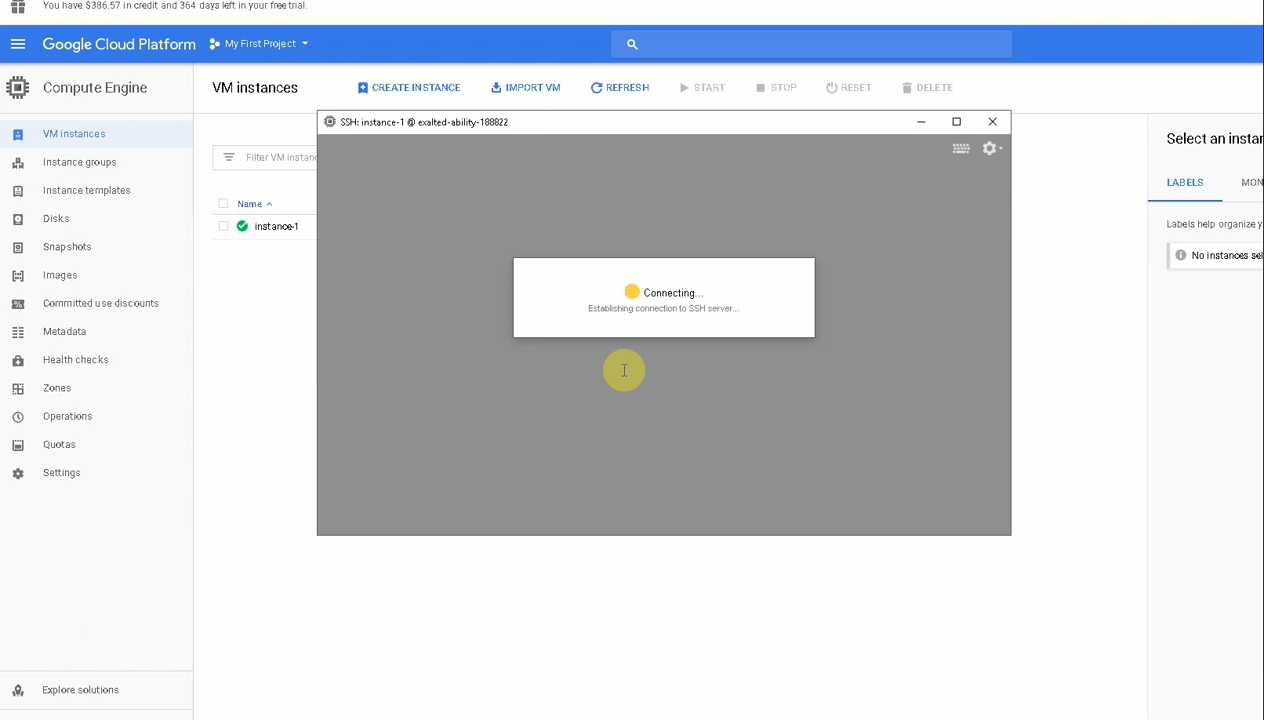 You have $386.57 in credit and 364 days left in your free trial.
Google Cloud Platform My First Project
Compute Engine
VM instances CREATE INSTANCE IMPORT VM REFRESH START STOP RESET DELETE
SSH: instance-1 @ exalted-ability-188822
VM instances
Instance groups
Instance templates
Disks
Snapshots
Images
Committed use discounts
Metadata
Health checks
Zones
Operations
Quotas
Settings
Explore solutions
Filter VM instanc
Name
instance-1
Connecting...
Establishing connection to SSH server...
Select an instan
LABELS MON
Labels help organize y
No instances sel